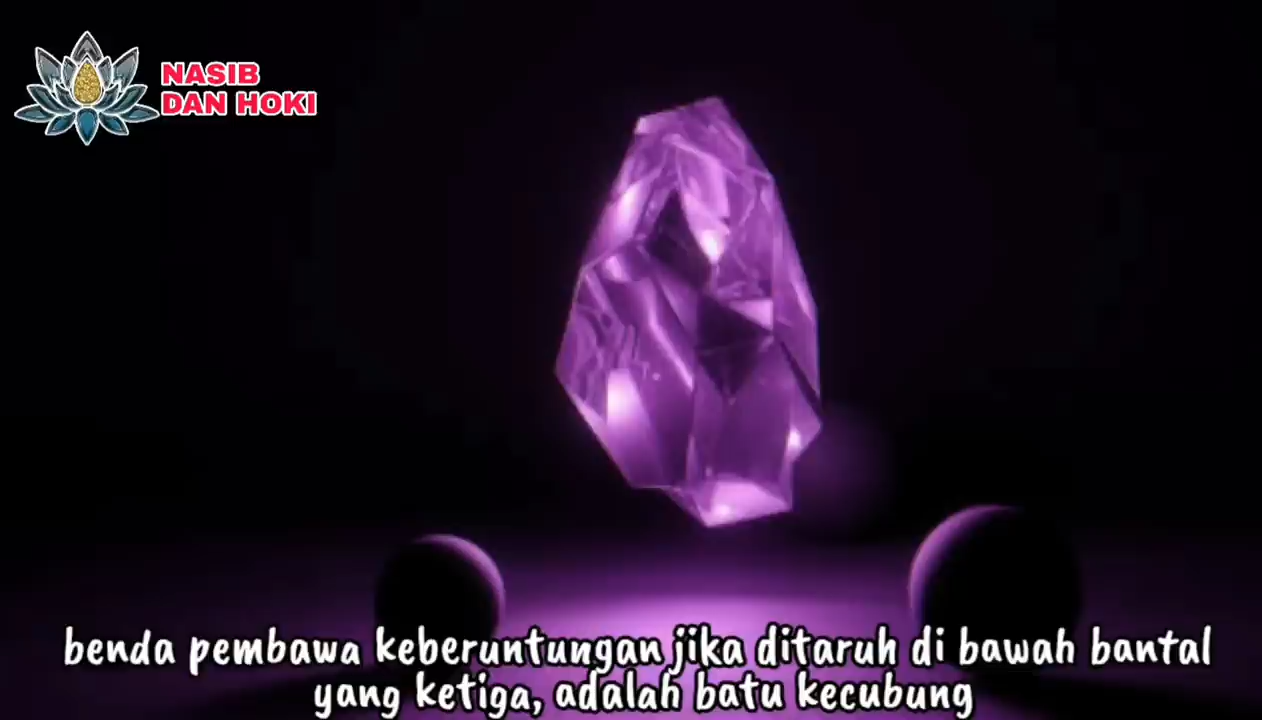 NASIB
DAN HOKI
benda pembawa keberuntungan jika ditaruh di bawah bantal
yang ketiga, adalah batu kecubung